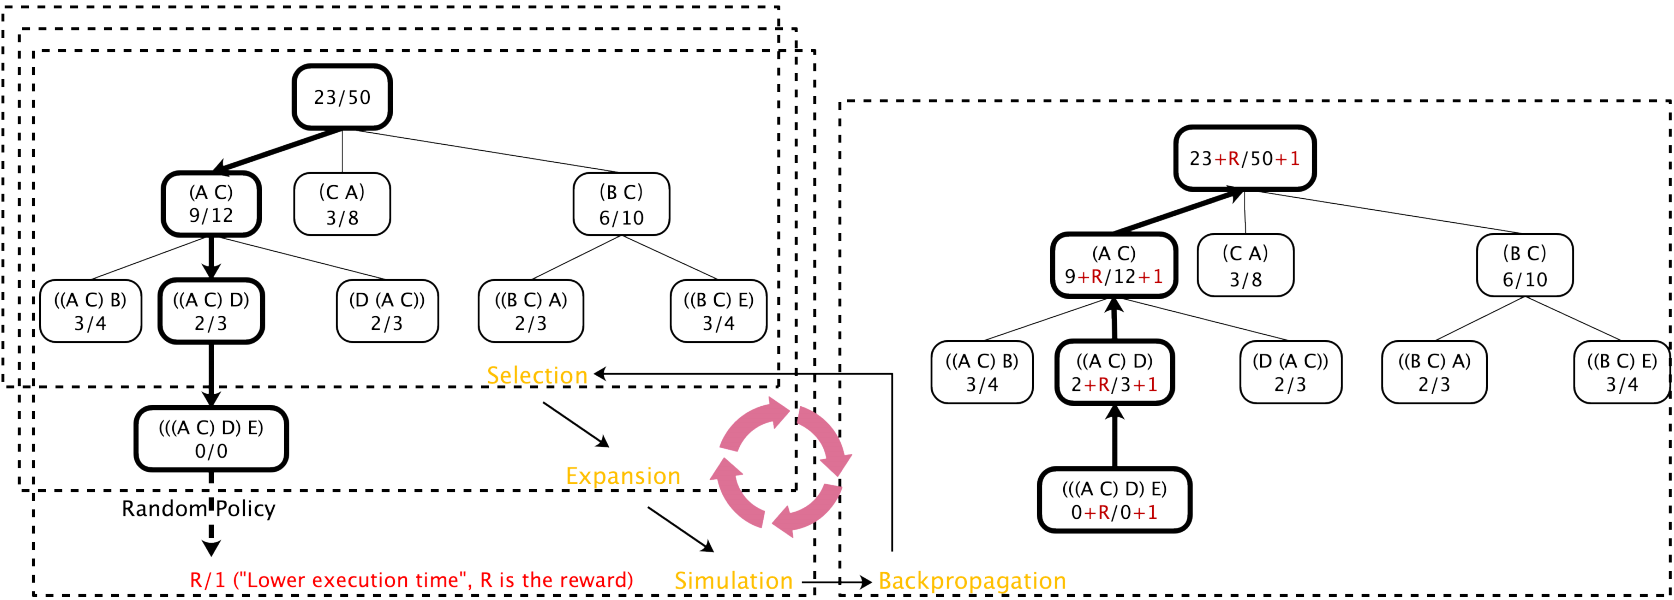 23/50
(A C)
9/12
(C A)
3/8
(B C)
6/10
((A C) B)
3/4
((A C) D)
2/3
(D (A C))
2/3
((B C) A)
2/3
((B C) E)
3/4
Selection
(((A C) D) E)
0/0
Expansion
Random Policy
R/1 ("Lower execution time", R is the reward)
Simulation
Backpropagation
23+R/50+1
(A C)
9+R/12+1
(C A)
3/8
(B C)
6/10
((A C) B)
3/4
((A C) D)
2+R/3+1
(D (A C))
2/3
((B C) A)
2/3
((B C) E)
3/4
(((A C) D) E)
0+R/0+1